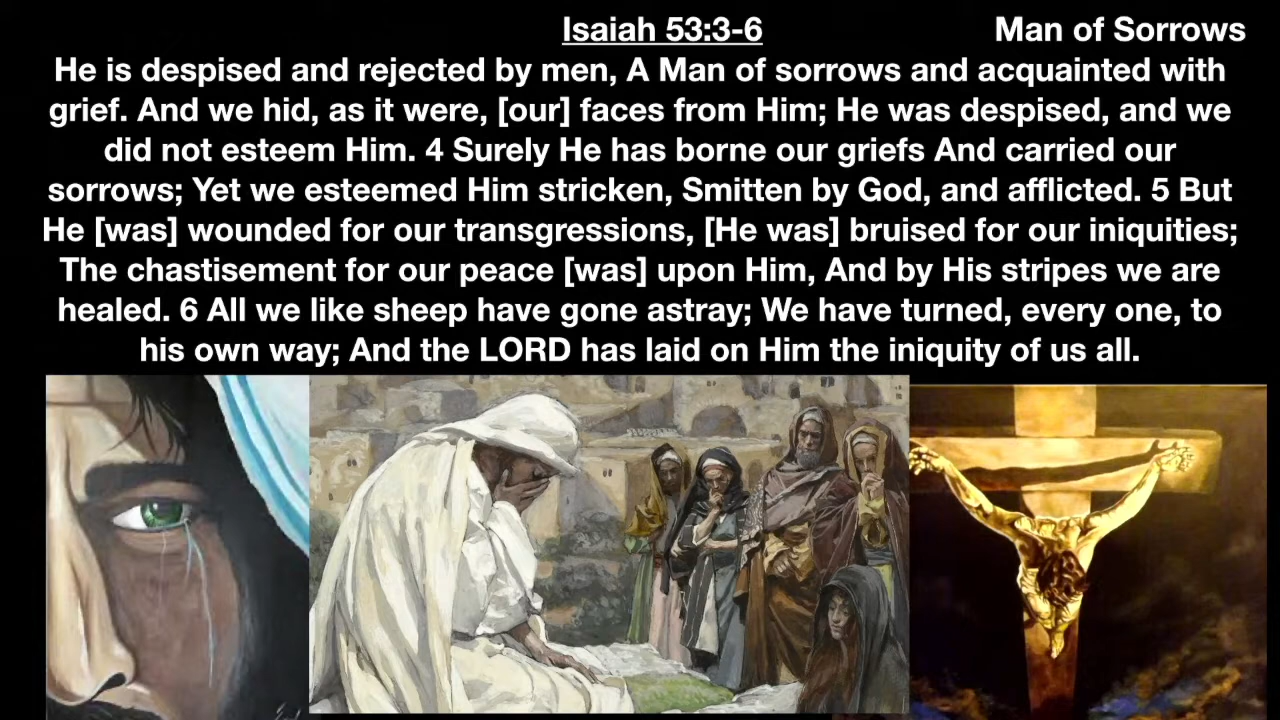 Isaiah 53:3-6 Man of Sorrows
He is despised and rejected by men, A Man of sorrows and acquainted with
grief. And we hid, as it were, [our] faces from Him; He was despised, and we
did not esteem Him. 4 Surely He has borne our griefs And carried our
sorrows; Yet we esteemed Him stricken, Smitten by God, and afflicted. 5 But
He [was] wounded for our transgressions, [He was] bruised for our iniquities;
The chastisement for our peace [was] upon Him, And by His stripes we are
healed. 6 All we like sheep have gone astray; We have turned, every one, to
his own way; And the LORD has laid on Him the iniquity of us all.